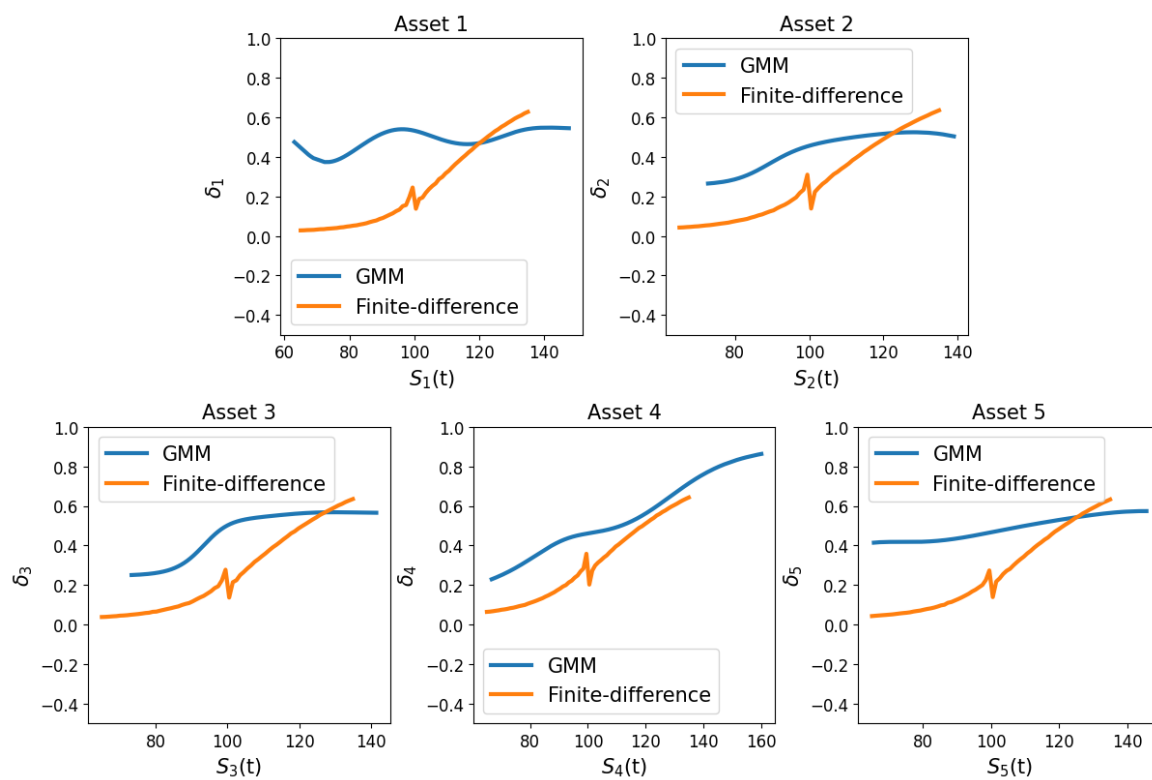 Asset 1
1.0
0.8
0.6
0.4
0.2
0.0
−0.2
−0.4
δ₁
GMM
Finite-difference
60 80 100 120 140
S₁(t)
Asset 2
1.0
0.8
0.6
0.4
0.2
0.0
−0.2
−0.4
δ₂
GMM
Finite-difference
80 100 120 140
S₂(t)
Asset 3
1.0
0.8
0.6
0.4
0.2
0.0
−0.2
−0.4
δ₃
GMM
Finite-difference
80 100 120 140
S₃(t)
Asset 4
1.0
0.8
0.6
0.4
0.2
0.0
−0.2
−0.4
δ₄
GMM
Finite-difference
80 100 120 140 160
S₄(t)
Asset 5
1.0
0.8
0.6
0.4
0.2
0.0
−0.2
−0.4
δ₅
GMM
Finite-difference
80 100 120 140
S₅(t)